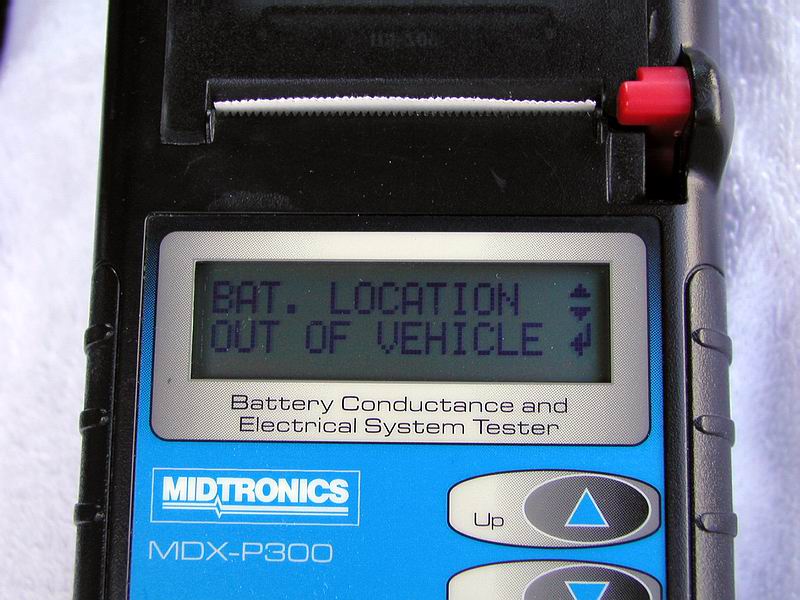 BAT. LOCATION
OUT OF VEHICLE
Battery Conductance and
Electrical System Tester
MIDTRONICS
MDX-P300
Up